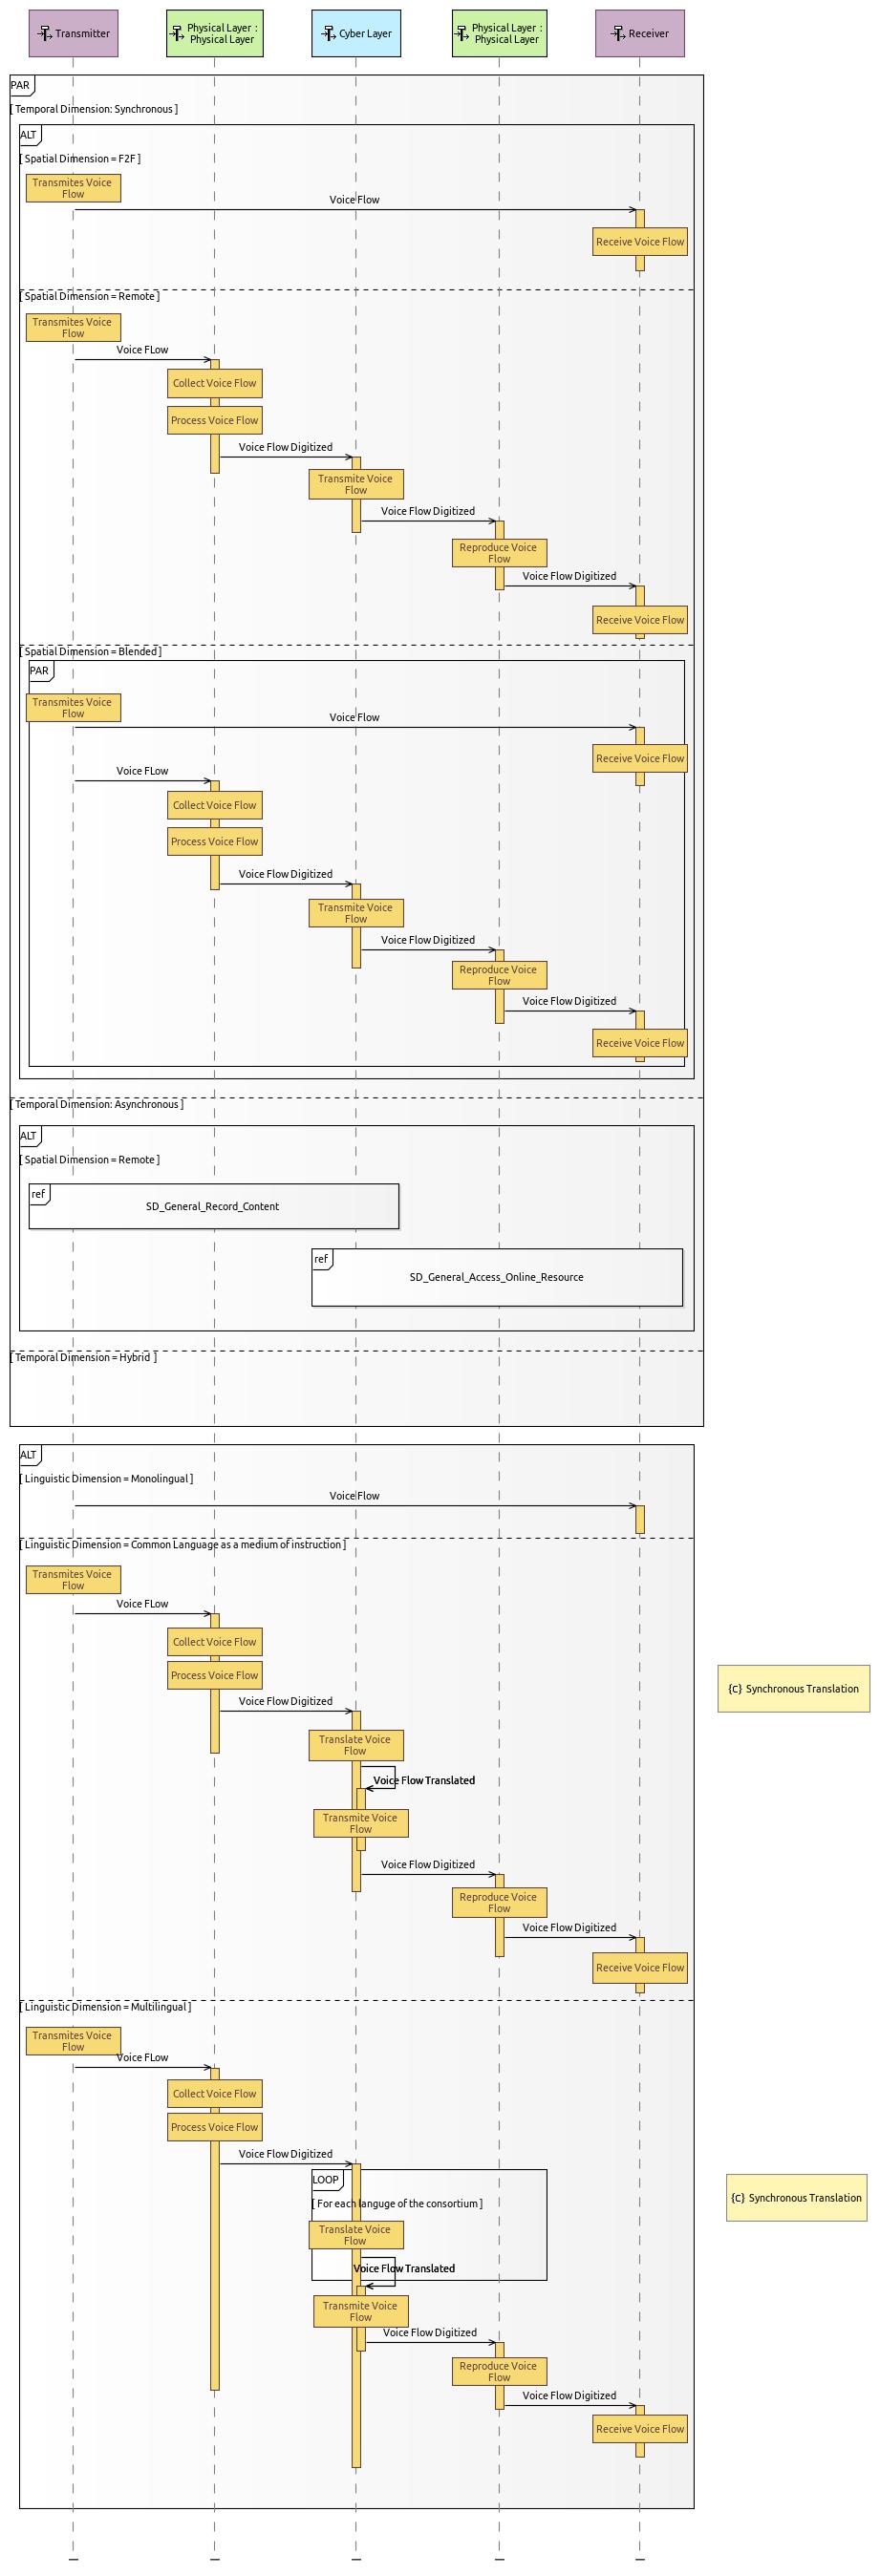 Transmitter
Physical Layer :
Physical Layer
Cyber Layer
Physical Layer :
Physical Layer
Receiver
PAR
[ Temporal Dimension: Synchronous ]
ALT
[ Spatial Dimension = F2F ]
Transmites Voice
Flow
Voice Flow
Receive Voice Flow
[ Spatial Dimension = Remote ]
Transmites Voice
Flow
Voice FLow
Collect Voice Flow
Process Voice Flow
Voice Flow Digitized
Transmite Voice
Flow
Voice Flow Digitized
Reproduce Voice
Flow
Voice Flow Digitized
Receive Voice Flow
[ Spatial Dimension = Blended ]
PAR
Transmites Voice
Flow
Voice Flow
Receive Voice Flow
Voice FLow
Collect Voice Flow
Process Voice Flow
Voice Flow Digitized
Transmite Voice
Flow
Voice Flow Digitized
Reproduce Voice
Flow
Voice Flow Digitized
Receive Voice Flow
[ Temporal Dimension: Asynchronous ]
ALT
[ Spatial Dimension = Remote ]
ref
SD_General_Record_Content
ref
SD_General_Access_Online_Resource
[ Temporal Dimension = Hybrid ]
ALT
[ Linguistic Dimension = Monolingual ]
Voice Flow
[ Linguistic Dimension = Common Language as a medium of instruction ]
Transmites Voice
Flow
Voice FLow
Collect Voice Flow
Process Voice Flow
{c} Synchronous Translation
Voice Flow Digitized
Translate Voice
Flow
Voice Flow Translated
Transmite Voice
Flow
Voice Flow Digitized
Reproduce Voice
Flow
Voice Flow Digitized
Receive Voice Flow
[ Linguistic Dimension = Multilingual ]
Transmites Voice
Flow
Voice FLow
Collect Voice Flow
Process Voice Flow
Voice Flow Digitized
LOOP
{c} Synchronous Translation
[ For each languge of the consortium ]
Translate Voice
Flow
Voice Flow Translated
Transmite Voice
Flow
Voice Flow Digitized
Reproduce Voice
Flow
Voice Flow Digitized
Receive Voice Flow